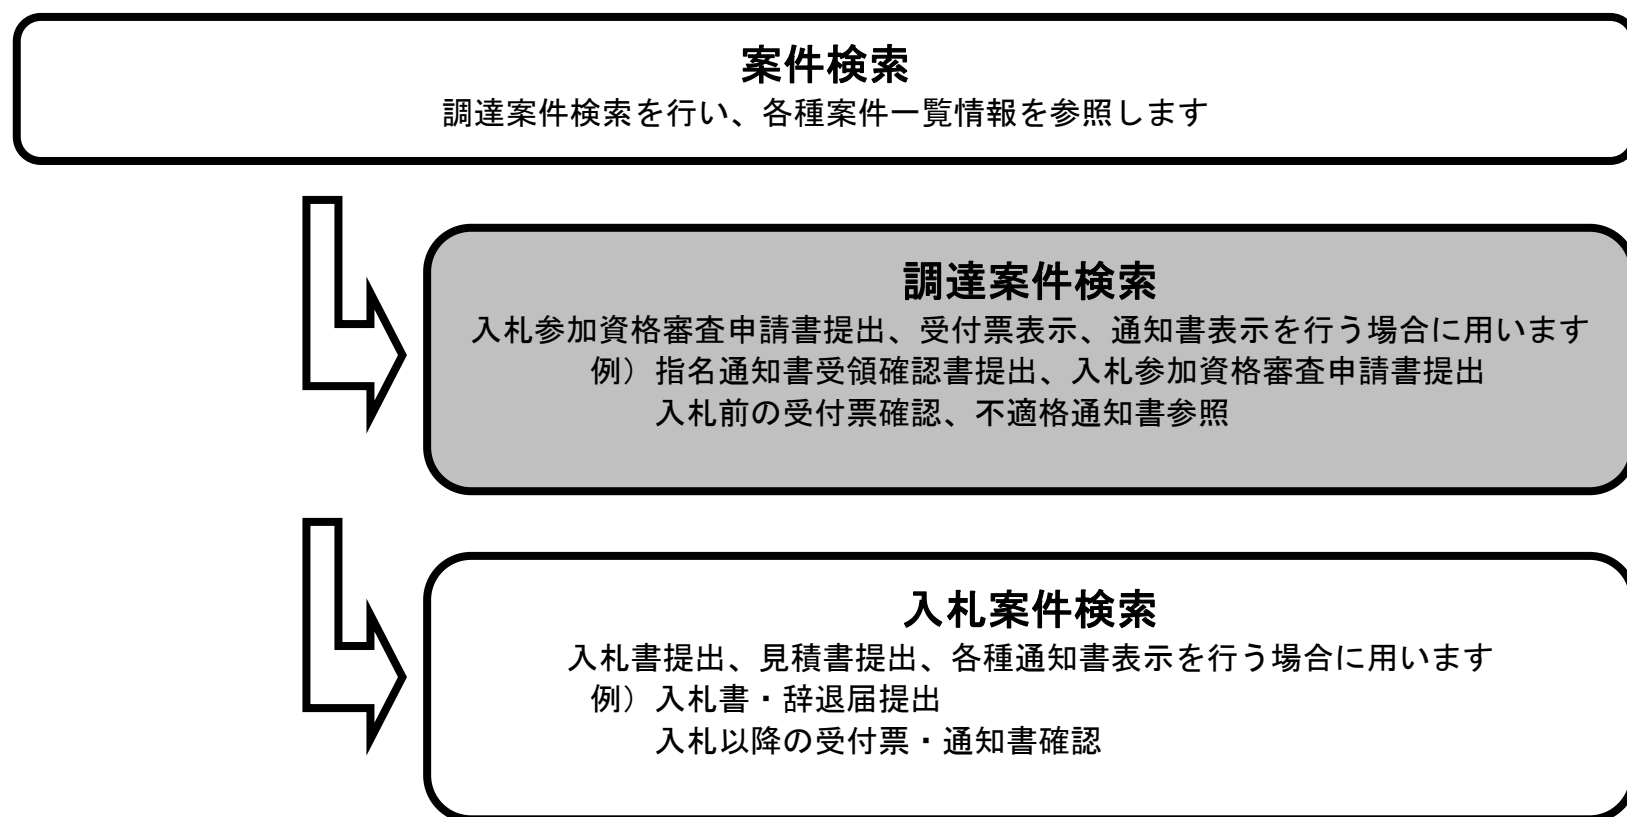 案件検索
調達案件検索を行い、各種案件一覧情報を参照します
調達案件検索
入札参加資格審査申請書提出、受付票表示、通知書表示を行う場合に用います
例）指名通知書受領確認書提出、入札参加資格審査申請書提出
入札前の受付票確認、不適格通知書参照
入札案件検索
入札書提出、見積書提出、各種通知書表示を行う場合に用います
例）入札書・辞退届提出
入札以降の受付票・通知書確認